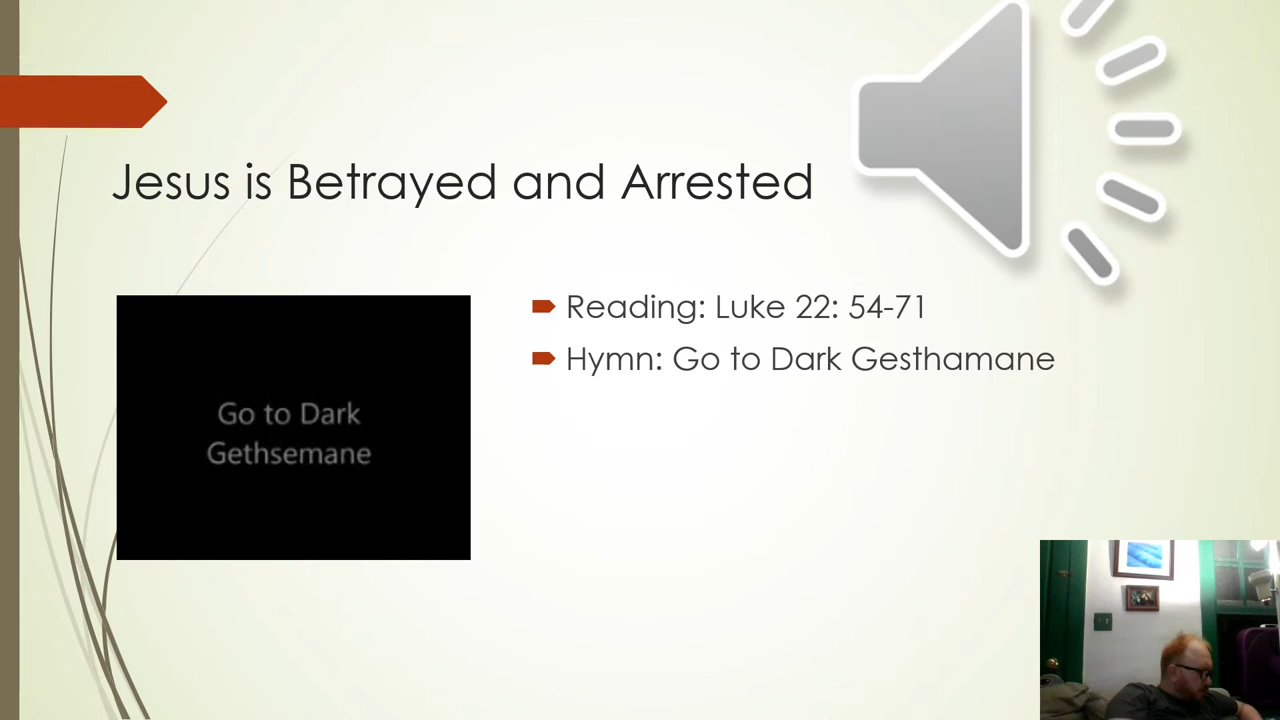 Jesus is Betrayed and Arrested
Reading: Luke 22: 54-71
Hymn: Go to Dark Gesthamane
Go to Dark
Gethsemane